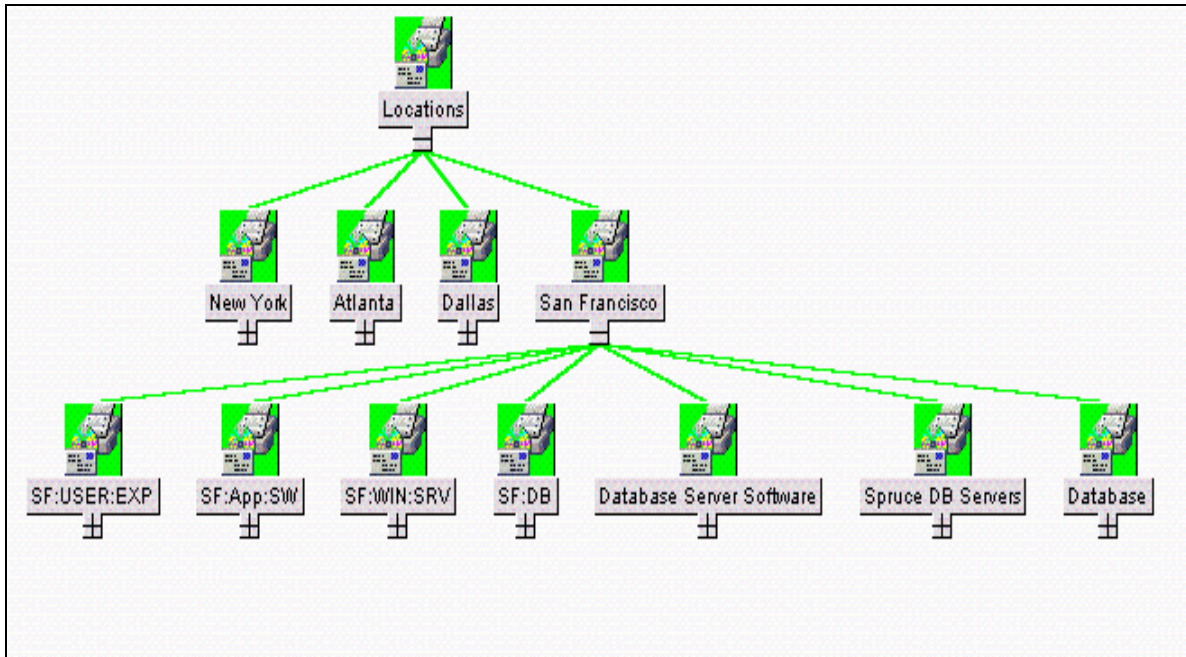 Locations
New York
Atlanta
Dallas
San Francisco
SF:USER:EXP
SF:App:SW
SF:WIN:SRV
SF:DB
Database Server Software
Spruce DB Servers
Database